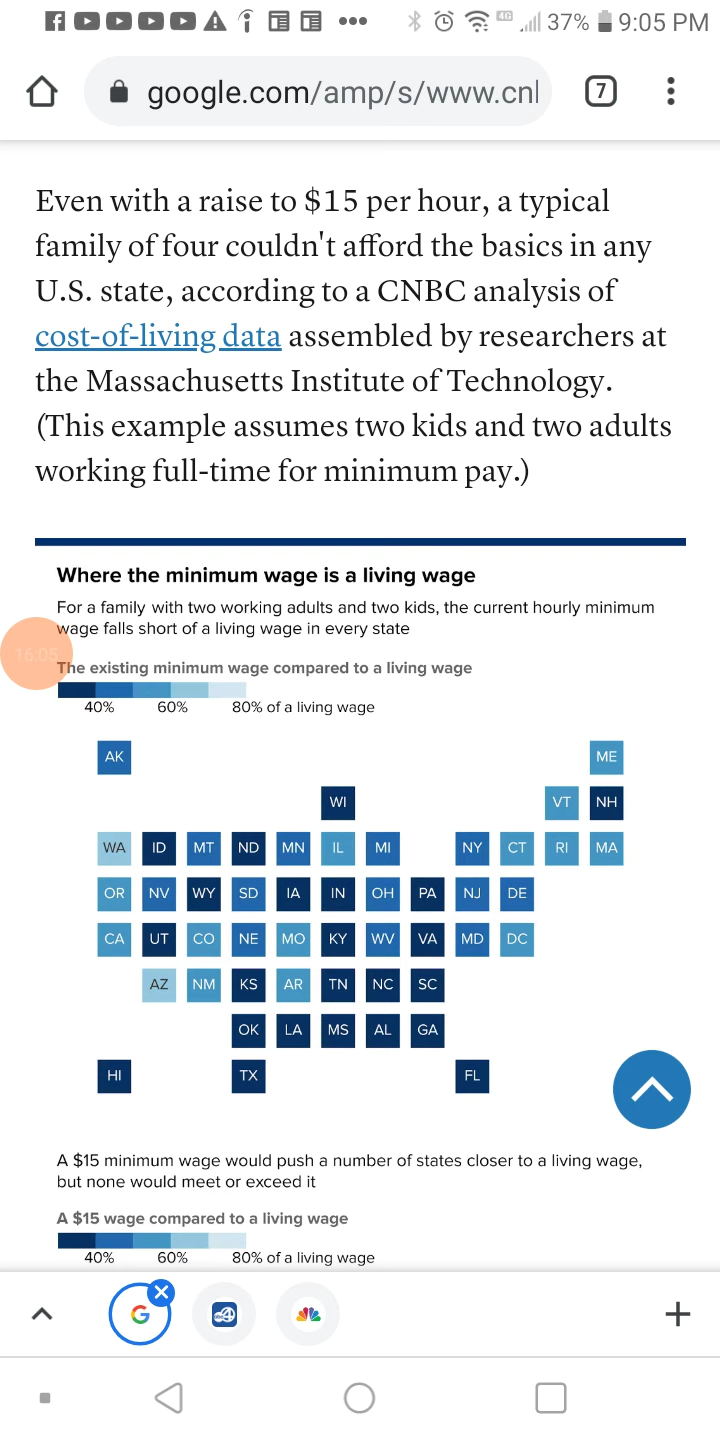 37% 9:05 PM
google.com/amp/s/www.cnl
7
Even with a raise to $15 per hour, a typical
family of four couldn't afford the basics in any
U.S. state, according to a CNBC analysis of
cost-of-living data assembled by researchers at
the Massachusetts Institute of Technology.
(This example assumes two kids and two adults
working full-time for minimum pay.)
Where the minimum wage is a living wage
For a family with two working adults and two kids, the current hourly minimum
wage falls short of a living wage in every state
16:05
The existing minimum wage compared to a living wage
40% 60% 80% of a living wage
AK ME
WI VT NH
WA ID MT ND MN IL MI NY CT RI MA
OR NV WY SD IA IN OH PA NJ DE
CA UT CO NE MO KY WV VA MD DC
AZ NM KS AR TN NC SC
OK LA MS AL GA
HI TX FL
A $15 minimum wage would push a number of states closer to a living wage,
but none would meet or exceed it
A $15 wage compared to a living wage
40% 60% 80% of a living wage